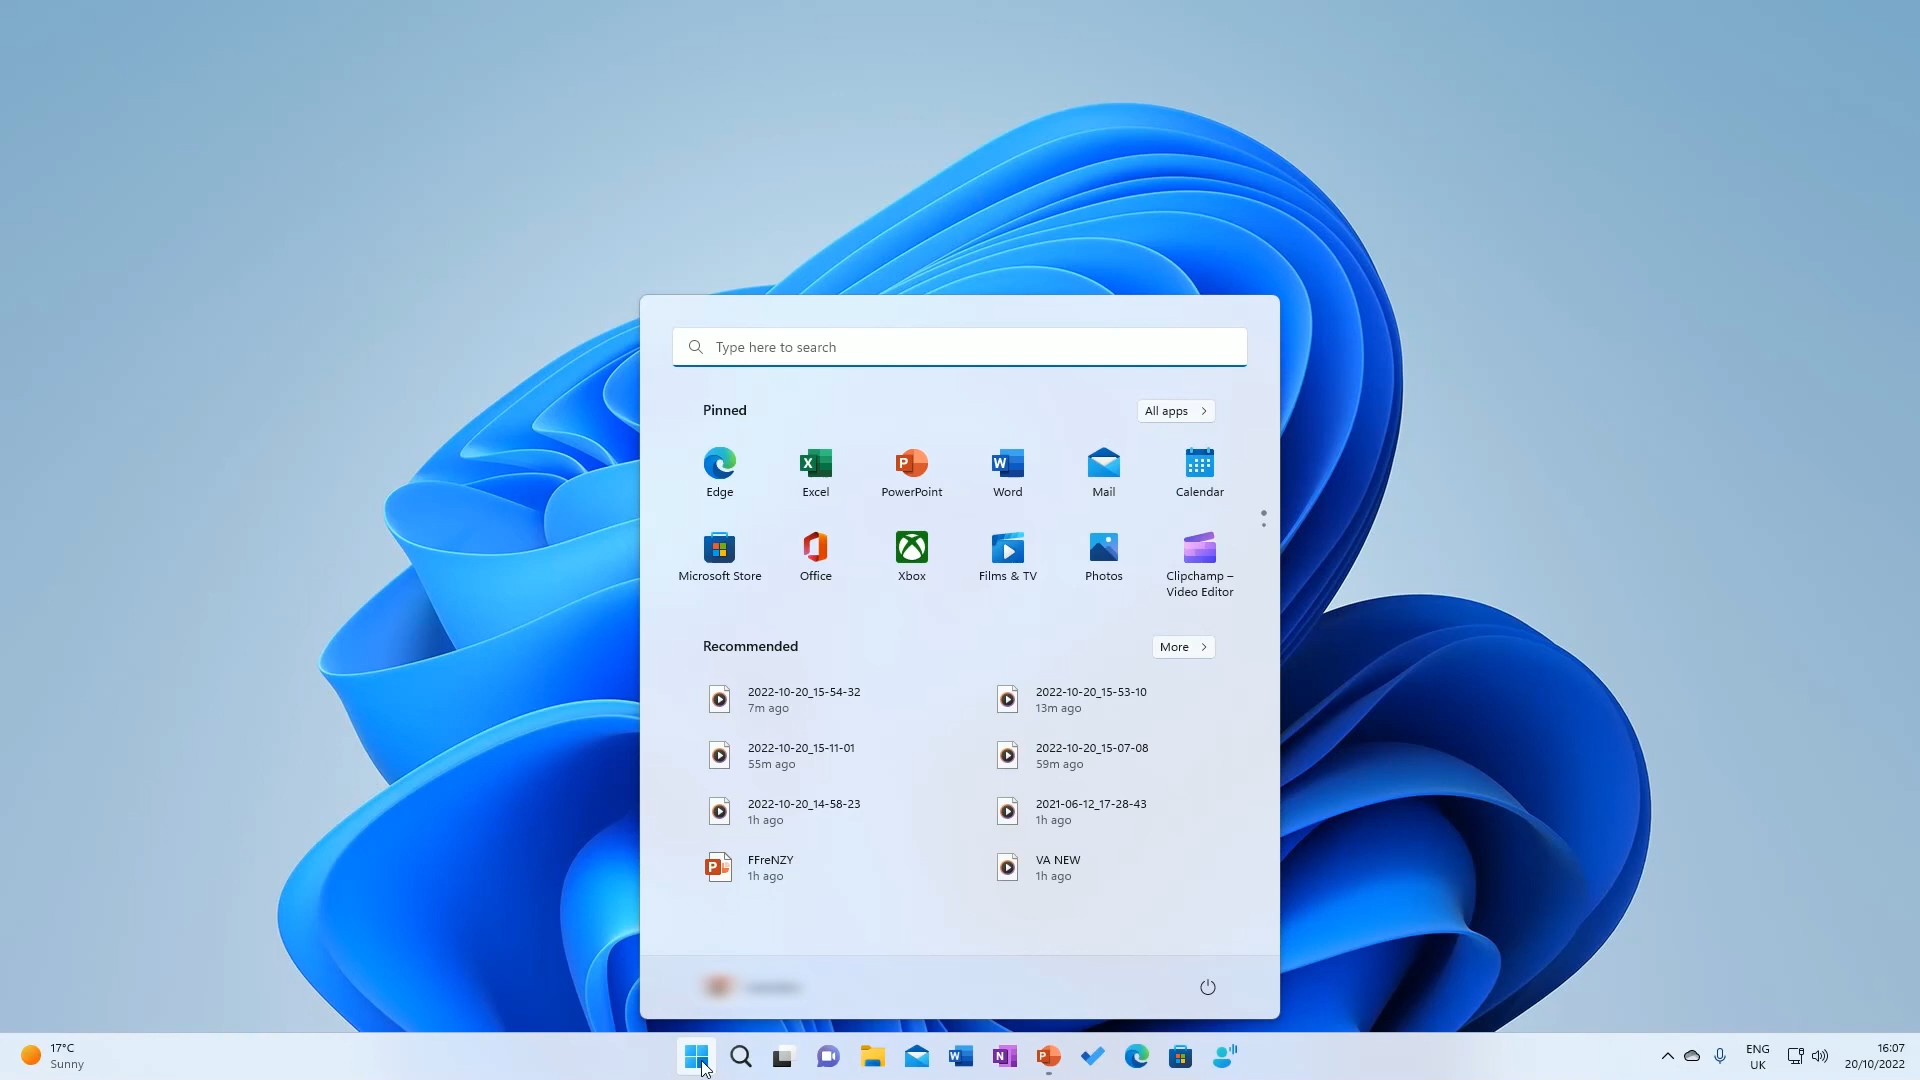 Type here to search
Pinned
All apps
Edge
Excel
PowerPoint
Word
Mail
Calendar
Microsoft Store
Office
Xbox
Films & TV
Photos
Clipchamp –
Video Editor
Recommended
More
2022-10-20_15-54-32
7m ago
2022-10-20_15-53-10
13m ago
2022-10-20_15-11-01
55m ago
2022-10-20_15-07-08
59m ago
2022-10-20_14-58-23
1h ago
2021-06-12_17-28-43
1h ago
FFreNZY
1h ago
VA NEW
1h ago
17°C
Sunny
ENG
UK
16:07
20/10/2022